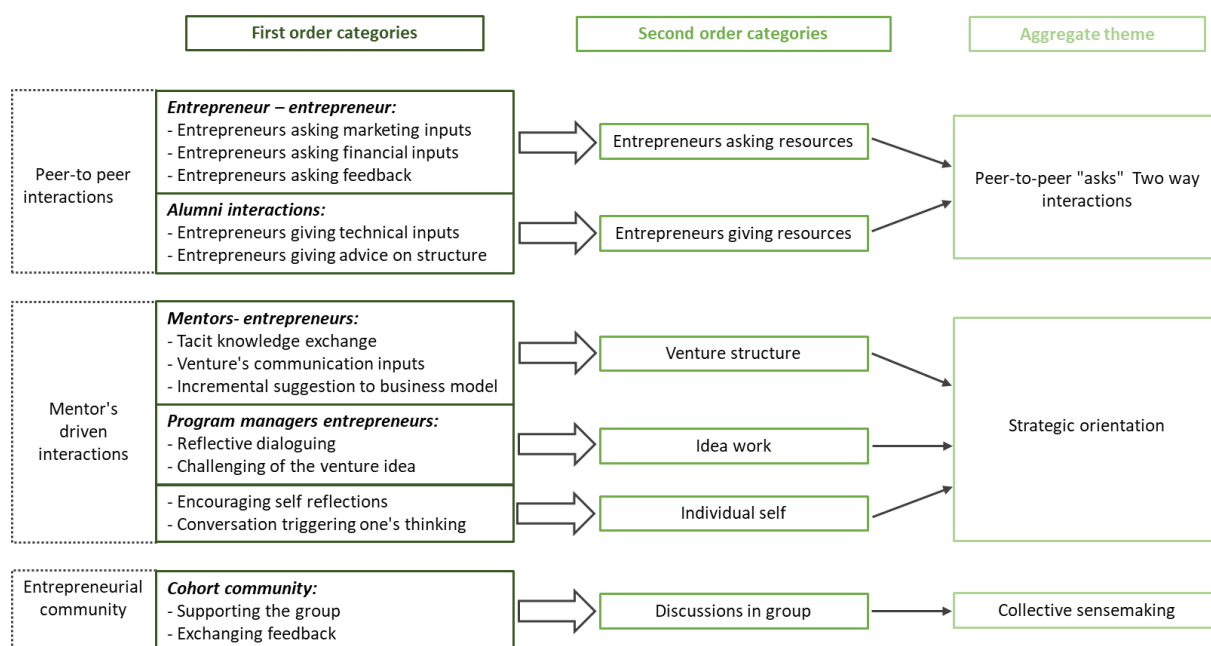 First order categories
Second order categories
Aggregate theme
Peer-to peer
interactions
Entrepreneur – entrepreneur:
- Entrepreneurs asking marketing inputs
- Entrepreneurs asking financial inputs
- Entrepreneurs asking feedback
Entrepreneurs asking resources
Alumni interactions:
- Entrepreneurs giving technical inputs
- Entrepreneurs giving advice on structure
Entrepreneurs giving resources
Peer-to-peer "asks"  Two way
interactions
Mentor's
driven
interactions
Mentors- entrepreneurs:
- Tacit knowledge exchange
- Venture's communication inputs
- Incremental suggestion to business model
Venture structure
Program managers entrepreneurs:
- Reflective dialoguing
- Challenging of the venture idea
Idea work
- Encouraging self reflections
- Conversation triggering one's thinking
Individual self
Strategic orientation
Entrepreneurial
community
Cohort community:
- Supporting the group
- Exchanging feedback
Discussions in group
Collective sensemaking